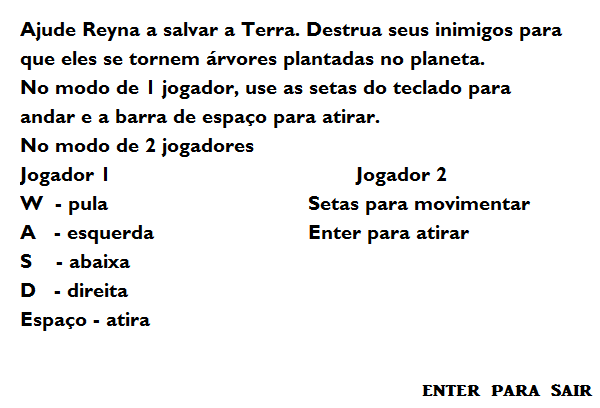 Ajude Reyna a salvar a Terra. Destrua seus inimigos para
que eles se tornem árvores plantadas no planeta.
No modo de 1 jogador, use as setas do teclado para
andar e a barra de espaço para atirar.
No modo de 2 jogadores
Jogador 1 Jogador 2
W - pula Setas para movimentar
A - esquerda Enter para atirar
S - abaixa
D - direita
Espaço - atira
ENTER PARA SAIR